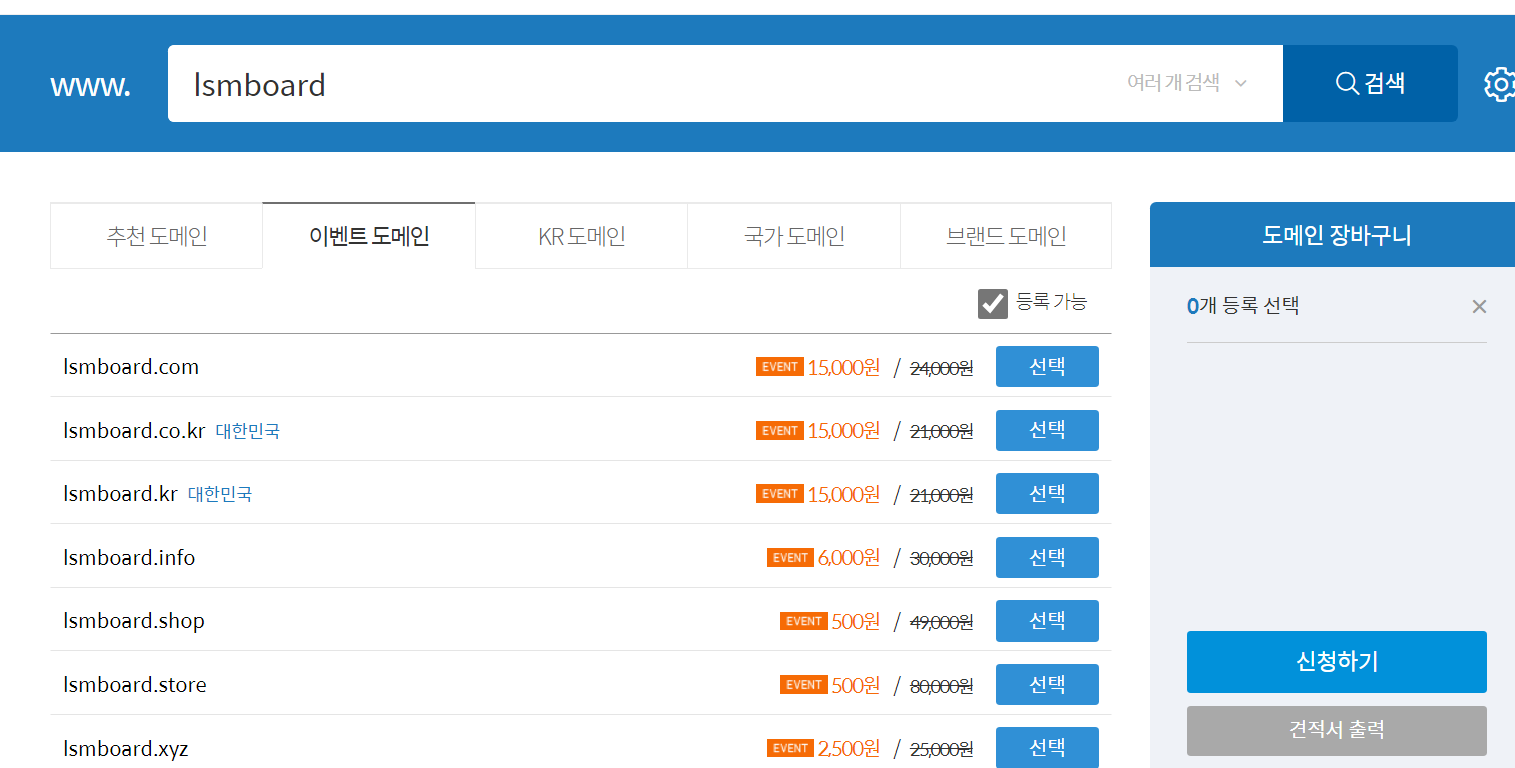 www. lsmboard 여러 개 검색 검색
추천 도메인 이벤트 도메인 KR 도메인 국가 도메인 브랜드 도메인
등록 가능
lsmboard.com EVENT 15,000원 / 24,000원 선택
lsmboard.co.kr 대한민국 EVENT 15,000원 / 21,000원 선택
lsmboard.kr 대한민국 EVENT 15,000원 / 21,000원 선택
lsmboard.info EVENT 6,000원 / 30,000원 선택
lsmboard.shop EVENT 500원 / 49,000원 선택
lsmboard.store EVENT 500원 / 80,000원 선택
lsmboard.xyz EVENT 2,500원 / 25,000원 선택
도메인 장바구니
0개 등록 선택
신청하기
견적서 출력